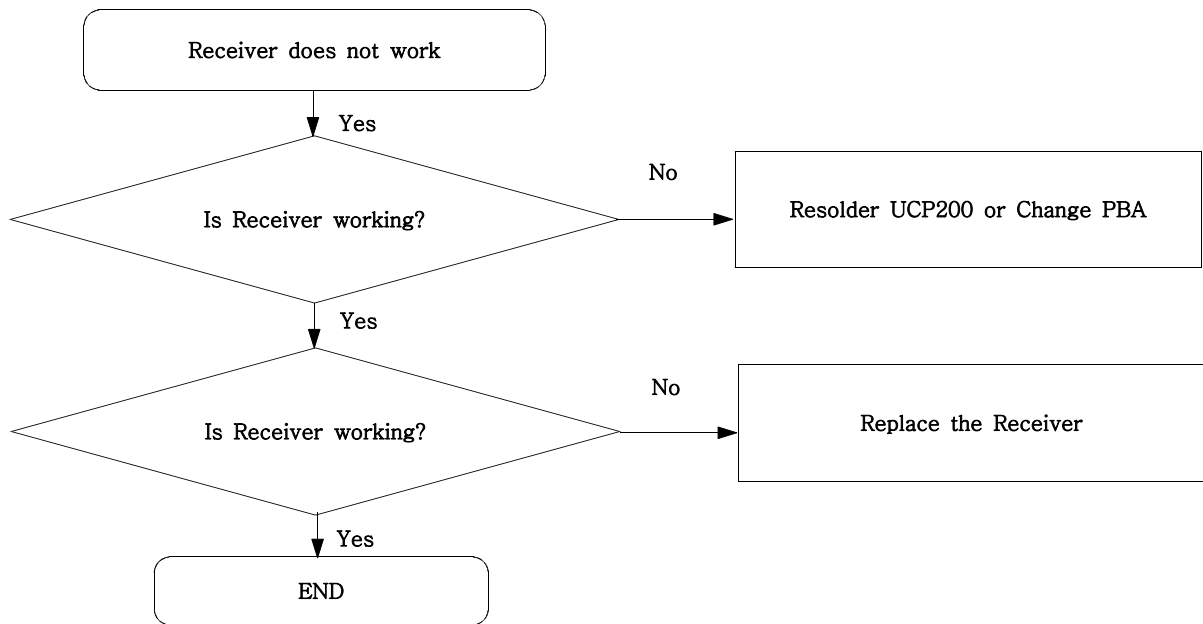 Receiver does not work
Yes
Is Receiver working?
No
Resolder UCP200 or Change PBA
Yes
Is Receiver working?
No
Replace the Receiver
Yes
END